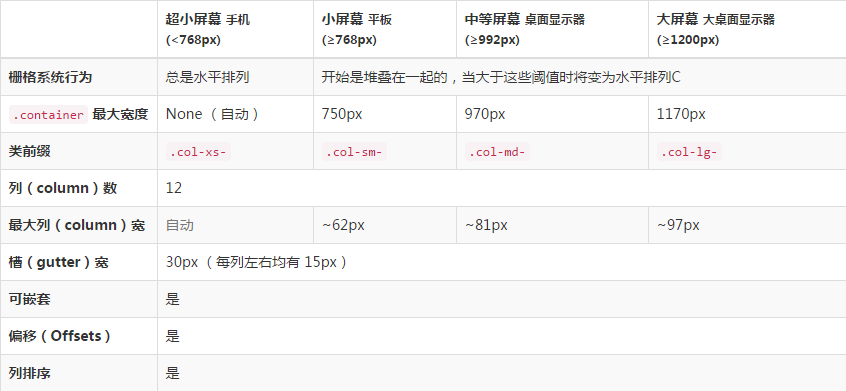 超小屏幕 手机 小屏幕 平板 中等屏幕 桌面显示器 大屏幕 大桌面显示器
(<768px) (≥768px) (≥992px) (≥1200px)
栅格系统行为 总是水平排列 开始是堆叠在一起的，当大于这些阈值时将变为水平排列C
.container 最大宽度 None （自动） 750px 970px 1170px
类前缀 .col-xs- .col-sm- .col-md- .col-lg-
列（column）数 12
最大列（column）宽 自动 ~62px ~81px ~97px
槽（gutter）宽 30px （每列左右均有 15px）
可嵌套 是
偏移（Offsets） 是
列排序 是